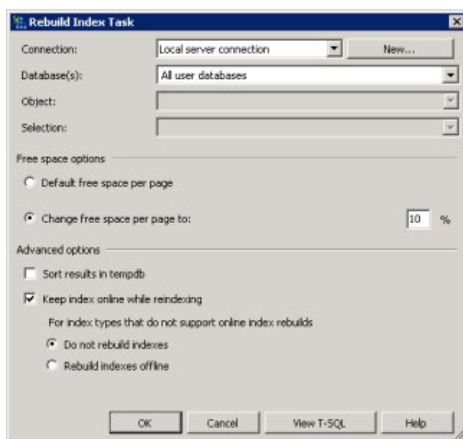 Rebuild Index Task
Connection: Local server connection New...
Database(s): All user databases
Object:
Selection:
Free space options
Default free space per page
Change free space per page to: 10 %
Advanced options
Sort results in tempdb
Keep index online while reindexing
For index types that do not support online index rebuilds
Do not rebuild indexes
Rebuild indexes offline
OK Cancel View T-SQL Help